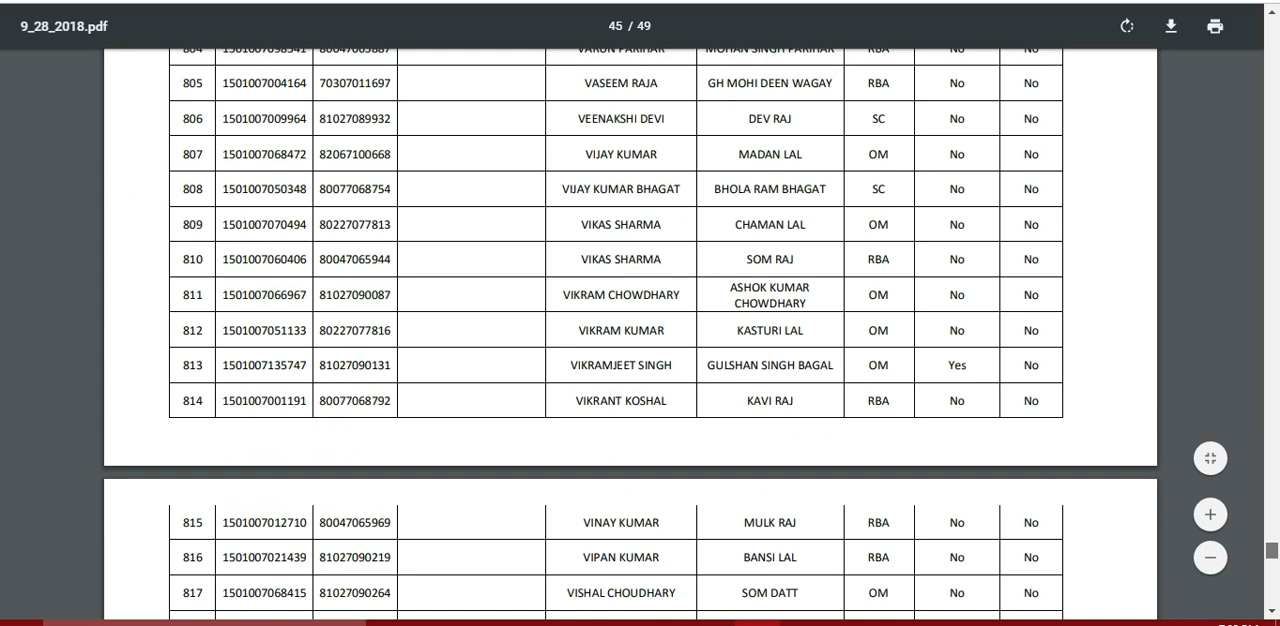 9_28_2018.pdf 45 / 49
804 1501007098541 80047065887 VARUN PARIHAR MOHAN SINGH PARIHAR RBA No No
805 1501007004164 70307011697 VASEEM RAJA GH MOHI DEEN WAGAY RBA No No
806 1501007009964 81027089932 VEENAKSHI DEVI DEV RAJ SC No No
807 1501007068472 82067100668 VIJAY KUMAR MADAN LAL OM No No
808 1501007050348 80077068754 VIJAY KUMAR BHAGAT BHOLA RAM BHAGAT SC No No
809 1501007070494 80227077813 VIKAS SHARMA CHAMAN LAL OM No No
810 1501007060406 80047065944 VIKAS SHARMA SOM RAJ RBA No No
811 1501007066967 81027090087 VIKRAM CHOWDHARY ASHOK KUMAR
CHOWDHARY OM No No
812 1501007051133 80227077816 VIKRAM KUMAR KASTURI LAL OM No No
813 1501007135747 81027090131 VIKRAMJEET SINGH GULSHAN SINGH BAGAL OM Yes No
814 1501007001191 80077068792 VIKRANT KOSHAL KAVI RAJ RBA No No
815 1501007012710 80047065969 VINAY KUMAR MULK RAJ RBA No No
816 1501007021439 81027090219 VIPAN KUMAR BANSI LAL RBA No No
817 1501007068415 81027090264 VISHAL CHOUDHARY SOM DATT OM No No